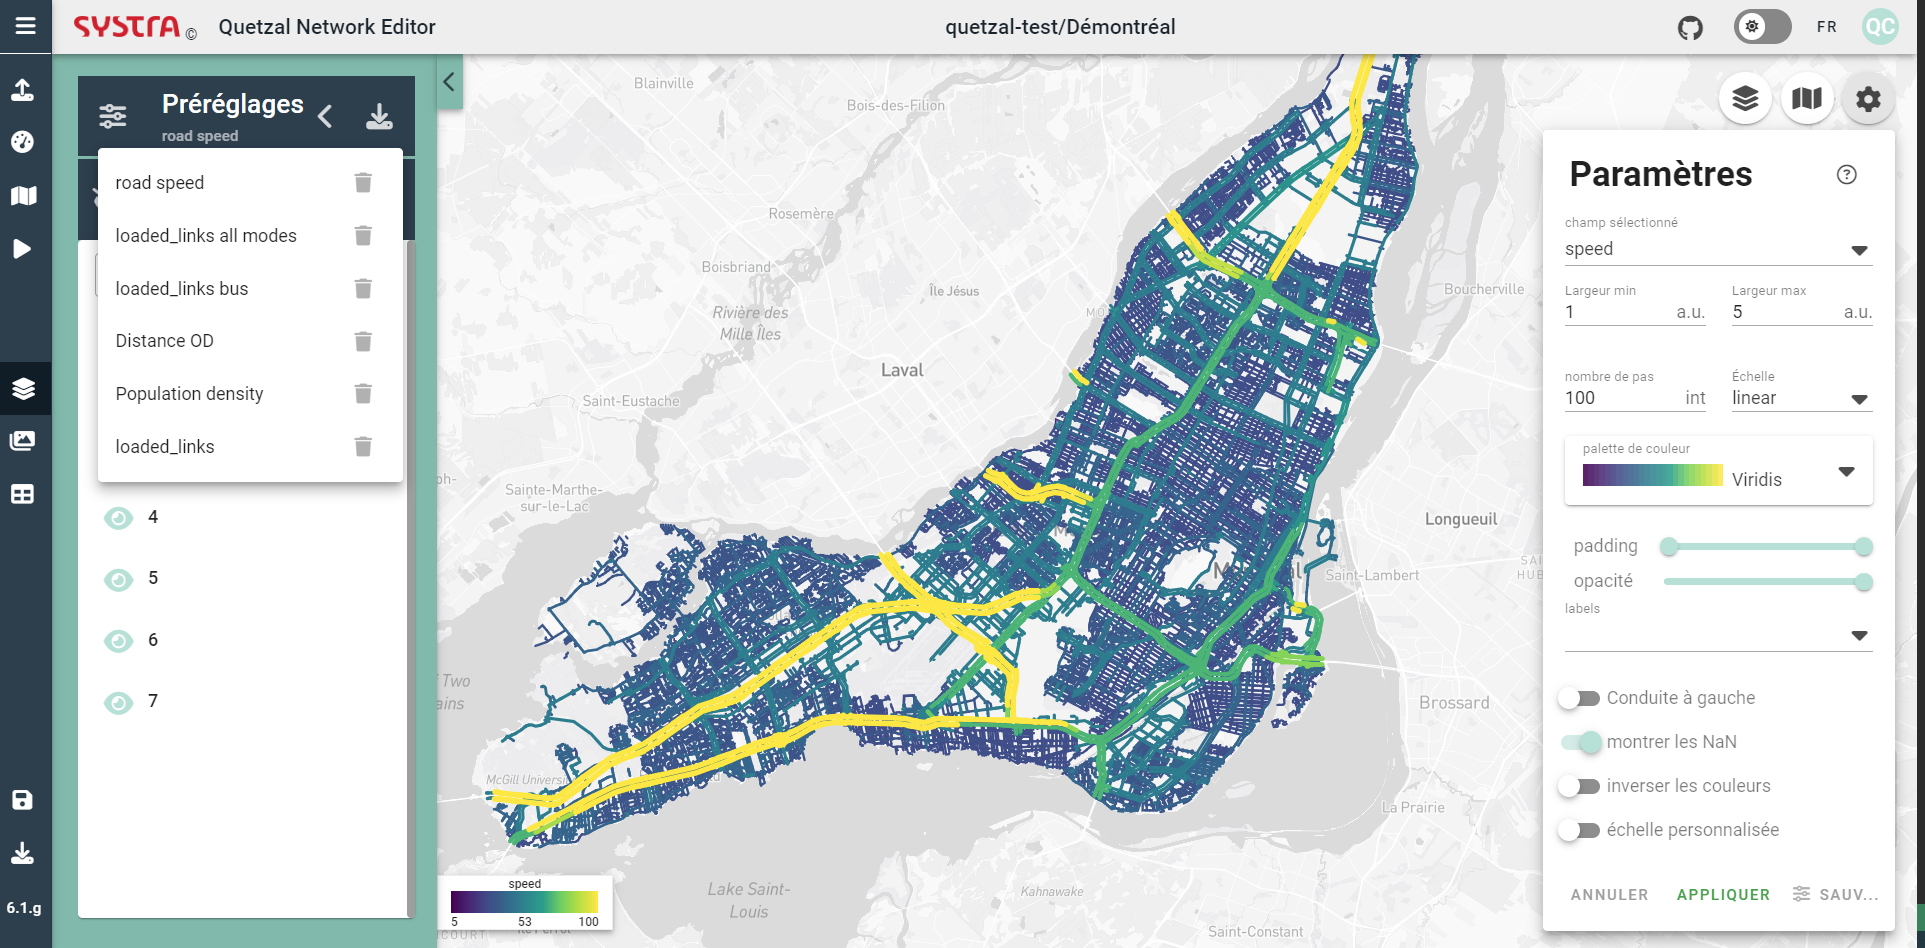 SYSTRA ©
Quetzal Network Editor
quetzal-test/Démontréal
FR
QC
Préréglages
road speed
road speed
loaded_links all modes
loaded_links bus
Distance OD
Population density
loaded_links
4
5
6
7
6.1.g
Blainville
Bois-des-Filion
Rosemère
Boisbriand
Île Jésus
Rivière des
Mille Îles
Boucherville
Laval
Saint-Eustache
Sainte-Marthe-
sur-le-Lac
Longueuil
Saint-Lambert
Two
Brossard
McGill Universi
La Prairie
Lake Saint-
Louis
Kahnawake
Saint-Constant
speed
5 53 100
Paramètres
champ sélectionné
speed
Largeur min
1 a.u.
Largeur max
5 a.u.
nombre de pas
100 int
Échelle
linear
palette de couleur
Viridis
padding
opacité
labels
Conduite à gauche
montrer les NaN
inverser les couleurs
échelle personnalisée
ANNULER APPLIQUER SAUV...